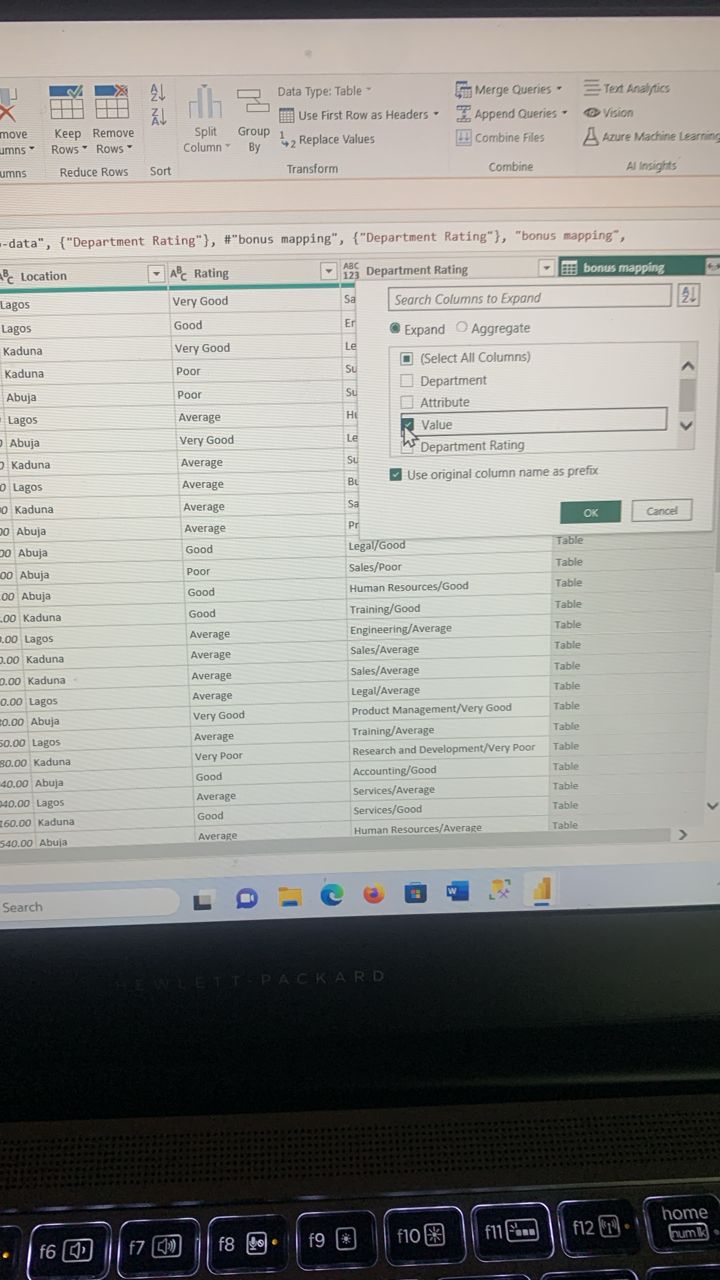 Data Type: Table
Merge Queries
Text Analytics
Keep Rows
Remove Rows
Split Column
Group By
Use First Row as Headers
Append Queries
Vision
1 2 Replace Values
Combine Files
Azure Machine Learning
Reduce Rows
Sort
Transform
Combine
AI Insights
-data", {"Department Rating"}, #"bonus mapping", {"Department Rating"}, "bonus mapping",
ABC Location
ABC Rating
ABC 123 Department Rating
bonus mapping
Lagos Very Good Sa
Lagos Good Er
Kaduna Very Good Le
Kaduna Poor Su
Abuja Poor Su
Lagos Average
Abuja Very Good Le
Kaduna Average Su
Lagos Average
Kaduna Average Sa
Abuja Average Pr
Search Columns to Expand
Expand Aggregate
(Select All Columns)
Department
Attribute
Value
Department Rating
Use original column name as prefix
OK Cancel
Abuja Good Legal/Good Table
Abuja Poor Sales/Poor Table
Abuja Good Human Resources/Good Table
.00 Kaduna Good Training/Good Table
.00 Lagos Average Engineering/Average Table
0.00 Kaduna Average Sales/Average Table
0.00 Kaduna Average Sales/Average Table
0.00 Lagos Average Legal/Average Table
0.00 Abuja Very Good Product Management/Very Good Table
50.00 Lagos Average Training/Average Table
80.00 Kaduna Very Poor Research and Development/Very Poor Table
40.00 Abuja Good Accounting/Good Table
040.00 Lagos Average Services/Average Table
160.00 Kaduna Good Services/Good Table
540.00 Abuja Average Human Resources/Average Table
Search
HEWLETT-PACKARD
f6
f7
f8
f9
f10
f11
f12
home
num lk